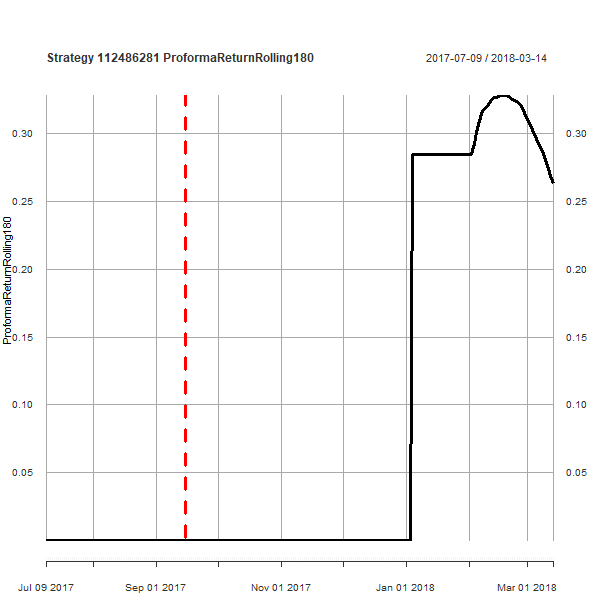 Strategy 112486281 ProformaReturnRolling180
2017-07-09 / 2018-03-14
ProformaReturnRolling180
0.30
0.25
0.20
0.15
0.10
0.05
0.30
0.25
0.20
0.15
0.10
0.05
Jul 09 2017
Sep 01 2017
Nov 01 2017
Jan 01 2018
Mar 01 2018